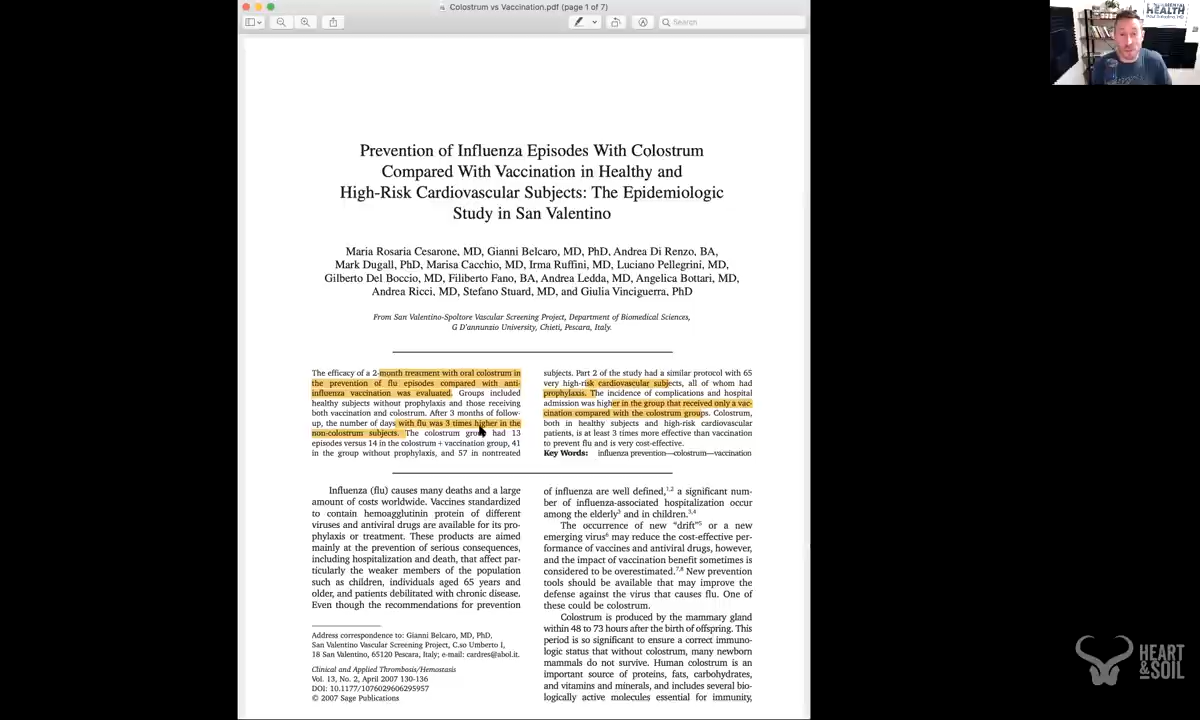 Colostrum vs Vaccination.pdf (page 1 of 7)
Search
HEALTH
Prevention of Influenza Episodes With Colostrum
Compared With Vaccination in Healthy and
High-Risk Cardiovascular Subjects: The Epidemiologic
Study in San Valentino
Maria Rosaria Cesarone, MD, Gianni Belcaro, MD, PhD, Andrea Di Renzo, BA,
Mark Dugall, PhD, Marisa Cacchio, MD, Irma Ruffini, MD, Luciano Pellegrini, MD,
Gilberto Del Boccio, MD, Filiberto Fano, BA, Andrea Ledda, MD, Angelica Bottari, MD,
Andrea Ricci, MD, Stefano Stuard, MD, and Giulia Vinciguerra, PhD
From San Valentino-Spoltore Vascular Screening Project, Department of Biomedical Sciences,
G D'annunzio University, Chieti, Pescara, Italy.
The efficacy of a 2-month treatment with oral colostrum in
the prevention of flu episodes compared with anti-
influenza vaccination was evaluated. Groups included
healthy subjects without prophylaxis and those receiving
both vaccination and colostrum. After 3 months of follow-
up, the number of days with flu was 3 times higher in the
non-colostrum subjects. The colostrum group had 13
episodes versus 14 in the colostrum + vaccination group, 41
in the group without prophylaxis, and 57 in nontreated
subjects. Part 2 of the study had a similar protocol with 65
very high-risk cardiovascular subjects, all of whom had
prophylaxis. The incidence of complications and hospital
admission was higher in the group that received only a vac-
cination compared with the colostrum groups. Colostrum,
both in healthy subjects and high-risk cardiovascular
patients, is at least 3 times more effective than vaccination
to prevent flu and is very cost-effective.
Key Words: influenza prevention—colostrum—vaccination
Influenza (flu) causes many deaths and a large
amount of costs worldwide. Vaccines standardized
to contain hemoagglutinin protein of different
viruses and antiviral drugs are available for its pro-
phylaxis or treatment. These products are aimed
mainly at the prevention of serious consequences,
including hospitalization and death, that affect par-
ticularly the weaker members of the population
such as children, individuals aged 65 years and
older, and patients debilitated with chronic disease.
Even though the recommendations for prevention
Address correspondence to: Gianni Belcaro, MD, PhD,
San Valentino Vascular Screening Project, C.so Umberto I,
18 San Valentino, 65120 Pescara, Italy; e-mail: cardres@abol.it.
Clinical and Applied Thrombosis/Hemostasis
Vol. 13, No. 2, April 2007 130-136
DOI: 10.1177/1076029606295957
© 2007 Sage Publications
of influenza are well defined,1,2 a significant num-
ber of influenza-associated hospitalization occur
among the elderly3 and in children.3,4
The occurrence of new “drift”5 or a new
emerging virus6 may reduce the cost-effective per-
formance of vaccines and antiviral drugs, however,
and the impact of vaccination benefit sometimes is
considered to be overestimated.7,8 New prevention
tools should be available that may improve the
defense against the virus that causes flu. One of
these could be colostrum.
Colostrum is produced by the mammary gland
within 48 to 73 hours after the birth of offspring. This
period is so significant to ensure a correct immuno-
logic status that without colostrum, many newborn
mammals do not survive. Human colostrum is an
important source of proteins, fats, carbohydrates,
and vitamins and minerals, and includes several bio-
logically active molecules essential for immunity,
HEART
& SOIL